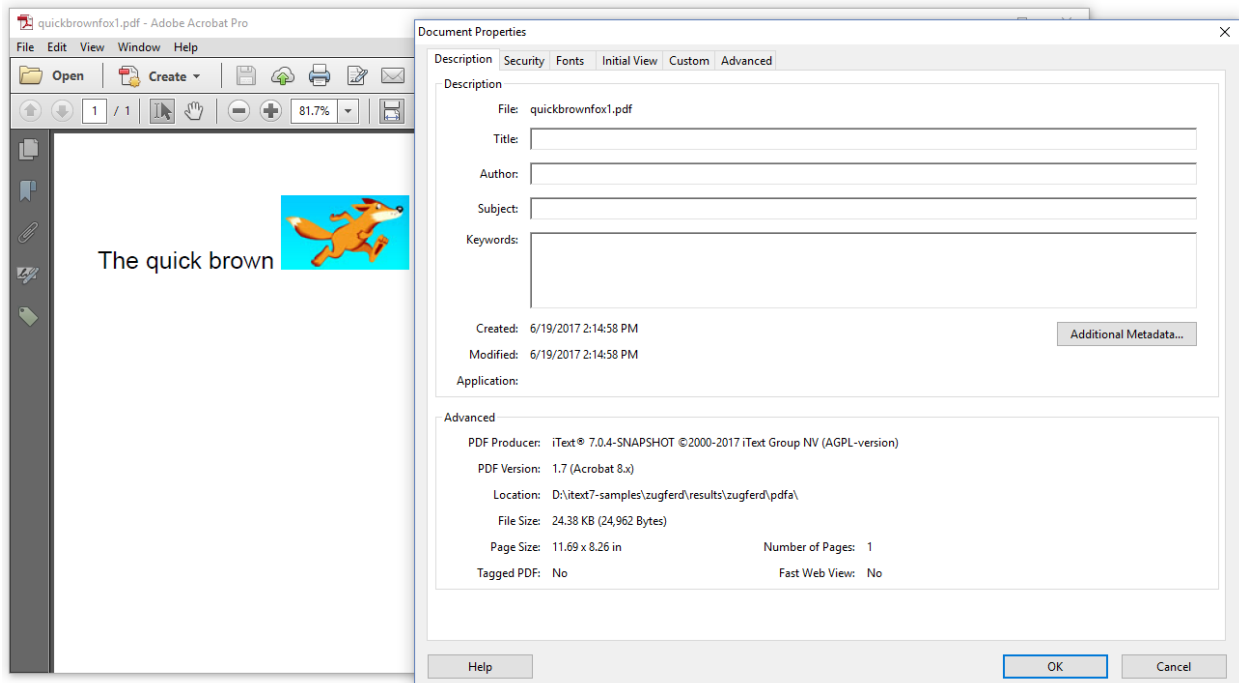 quickbrownfox1.pdf - Adobe Acrobat Pro
File Edit View Window Help
Open Create
1 / 1 81.7%
The quick brown
Document Properties
Description Security Fonts Initial View Custom Advanced
Description
File: quickbrownfox1.pdf
Title:
Author:
Subject:
Keywords:
Created: 6/19/2017 2:14:58 PM
Additional Metadata...
Modified: 6/19/2017 2:14:58 PM
Application:
Advanced
PDF Producer: iText® 7.0.4-SNAPSHOT ©2000-2017 iText Group NV (AGPL-version)
PDF Version: 1.7 (Acrobat 8.x)
Location: D:\itext7-samples\zugferd\results\zugferd\pdfa\
File Size: 24.38 KB (24,962 Bytes)
Page Size: 11.69 x 8.26 in Number of Pages: 1
Tagged PDF: No Fast Web View: No
Help OK Cancel